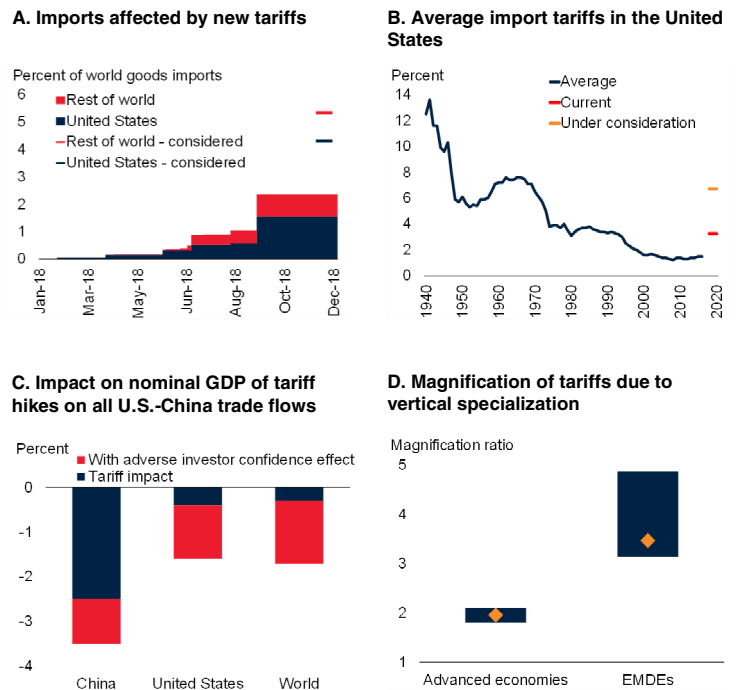 A. Imports affected by new tariffs
Percent of world goods imports
6
5
4
3
2
1
0
Rest of world
United States
Rest of world - considered
United States - considered
Jan-18
Mar-18
May-18
Jun-18
Aug-18
Oct-18
Dec-18
B. Average import tariffs in the United
States
Percent
14
12
10
8
6
4
2
0
Average
Current
Under consideration
1940
1950
1960
1970
1980
1990
2000
2010
2020
C. Impact on nominal GDP of tariff
hikes on all U.S.-China trade flows
Percent
With adverse investor confidence effect
Tariff impact
0
-1
-2
-3
-4
China
United States
World
D. Magnification of tariffs due to
vertical specialization
Magnification ratio
5
4
3
2
1
Advanced economies
EMDEs